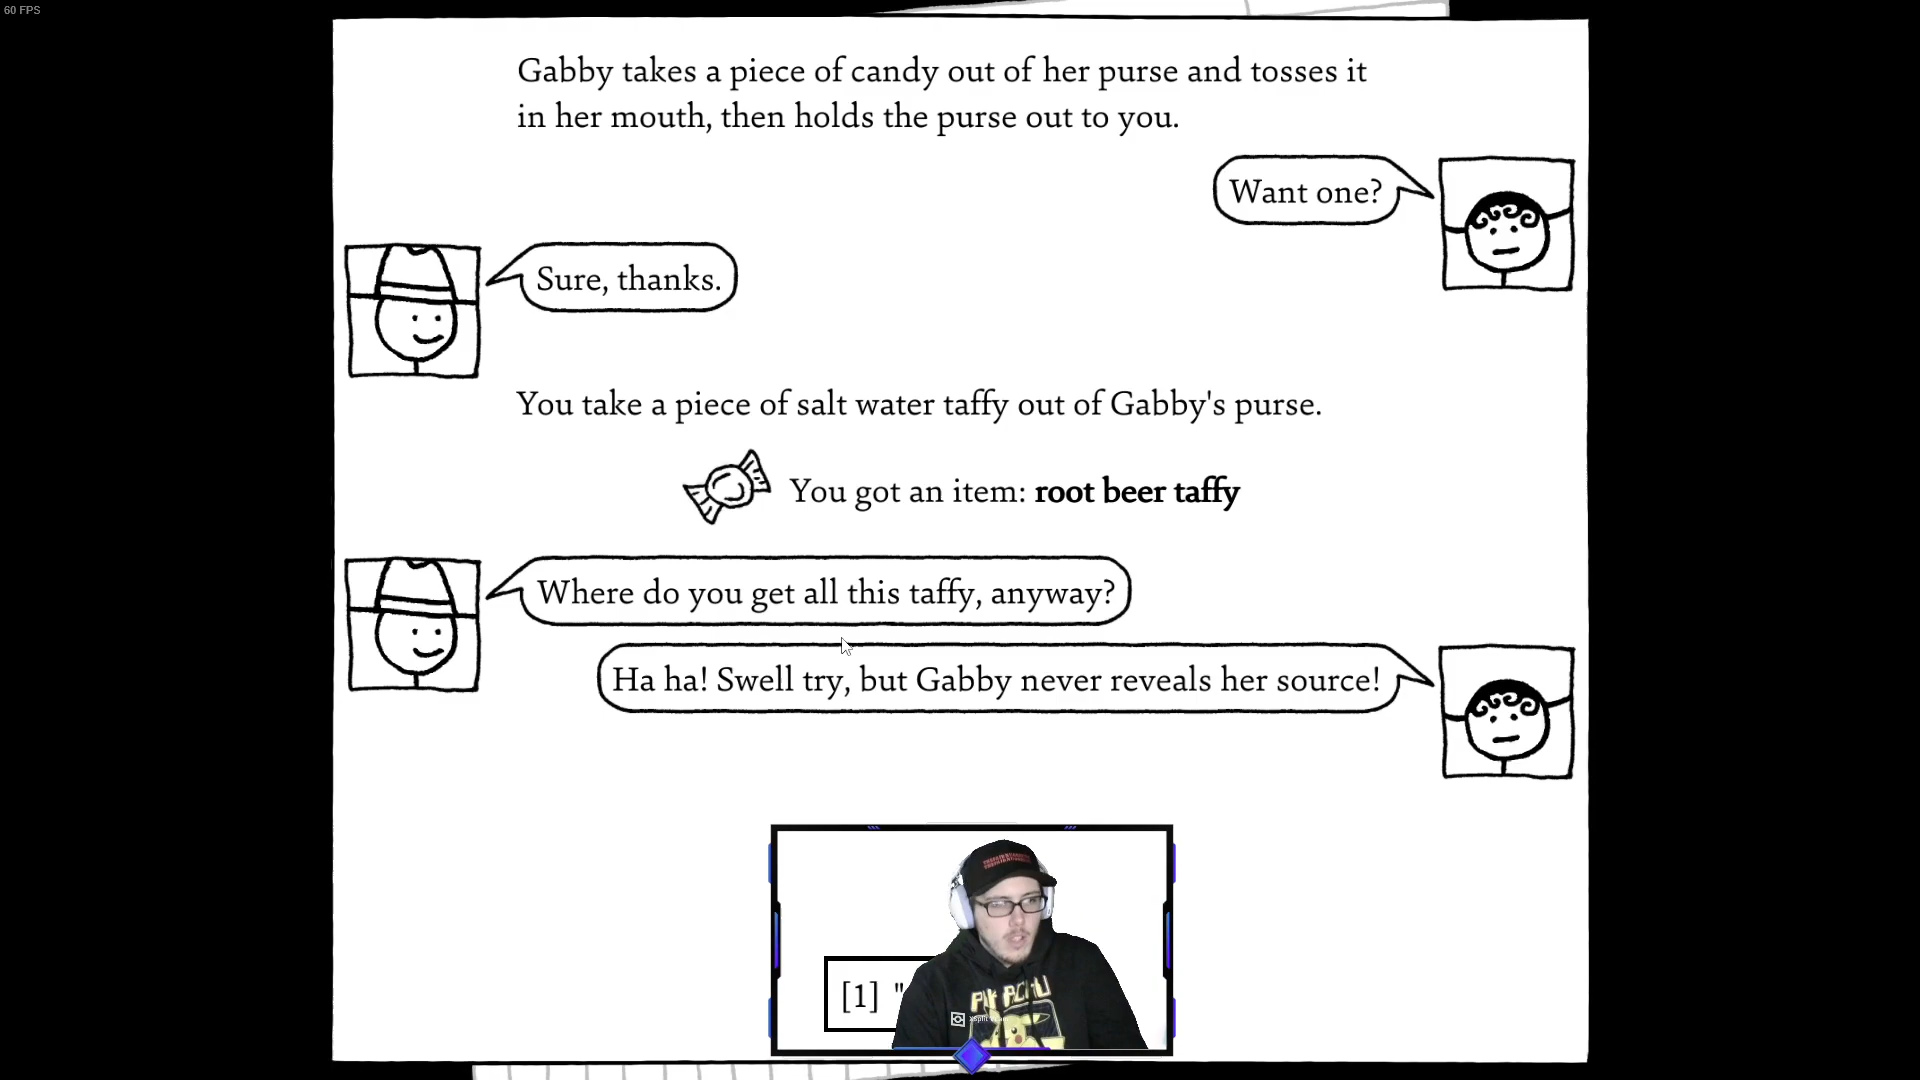 60 FPS
Gabby takes a piece of candy out of her purse and tosses it
in her mouth, then holds the purse out to you.
Want one?
Sure, thanks.
You take a piece of salt water taffy out of Gabby's purse.
You got an item: root beer taffy
Where do you get all this taffy, anyway?
Ha ha! Swell try, but Gabby never reveals her source!
[1] "
PIKACHU